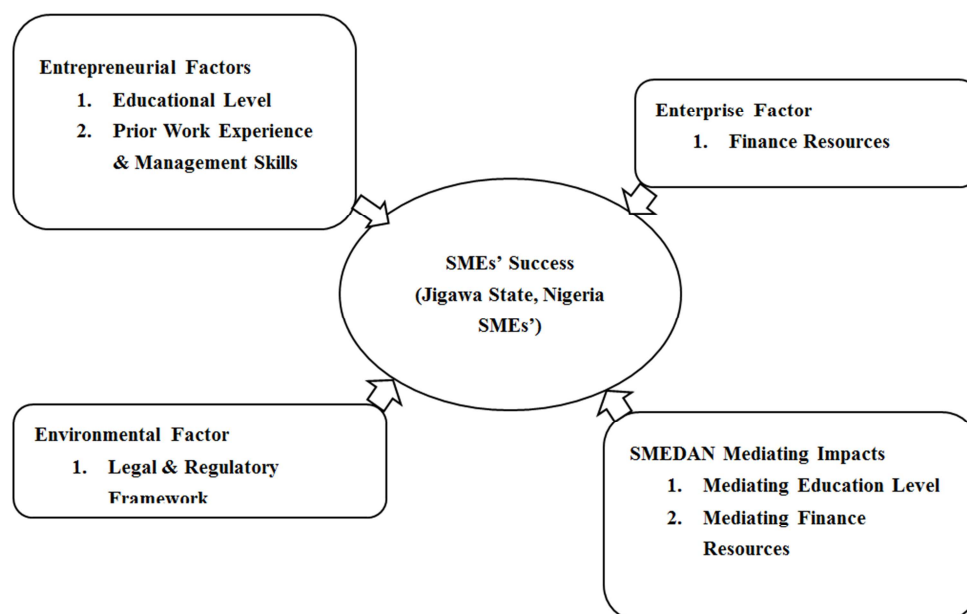 Entrepreneurial Factors
1. Educational Level
2. Prior Work Experience
& Management Skills
Enterprise Factor
1. Finance Resources
SMEs’ Success
(Jigawa State, Nigeria
SMEs’)
Environmental Factor
1. Legal & Regulatory
Framework
SMEDAN Mediating Impacts
1. Mediating Education Level
2. Mediating Finance
Resources